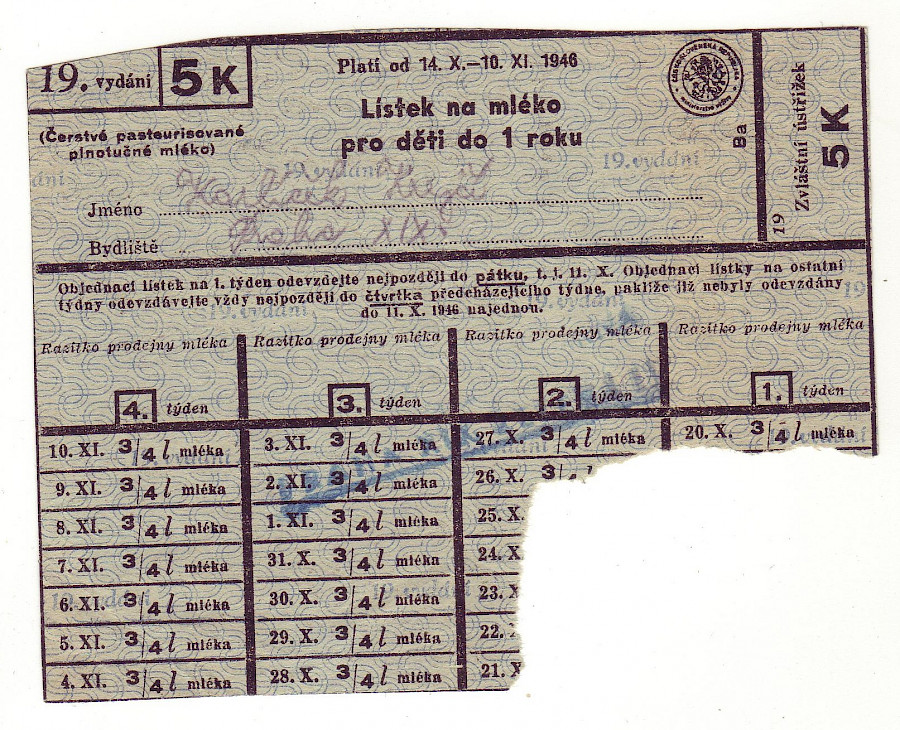 19. vydání 5 K
Platí od 14. X.–10. XI. 1946
Lístek na mléko
pro děti do 1 roku
(Čerstvé pasteurisované
plnotučné mléko)
Ba
19 Zvláštní ústřižek
5 K
19. vydání 19. vydání
Jméno
Bydliště Praha XIX.
Objednací lístek na 1. týden odevzdejte nejpozději do pátku, t. j. 11. X. Objednací lístky na ostatní
týdny odevzdávejte vždy nejpozději do čtvrtka předcházejícího týdne, pakliže již nebyly odevzdány
do 11. X. 1946 najednou.
Razítko prodejny mléka Razítko prodejny mléka Razítko prodejny mléka Razítko prodejny mléka
4. týden 3. týden 2. týden 1. týden
10. XI. 3/4 l mléka 3. XI. 3/4 l mléka 27. X. 3/4 l mléka 20. X. 3/4 l mléka
9. XI. 3/4 l mléka 2. XI. 3/4 l mléka 26. X. 3/4
8. XI. 3/4 l mléka 1. XI. 3/4 l mléka 25. X.
7. XI. 3/4 l mléka 31. X. 3/4 l mléka 24. X
6. XI. 3/4 l mléka 30. X. 3/4 l mléka 23. X
5. XI. 3/4 l mléka 29. X. 3/4 l mléka 22.
4. XI. 3/4 l mléka 28. X. 3/4 l mléka 21. X